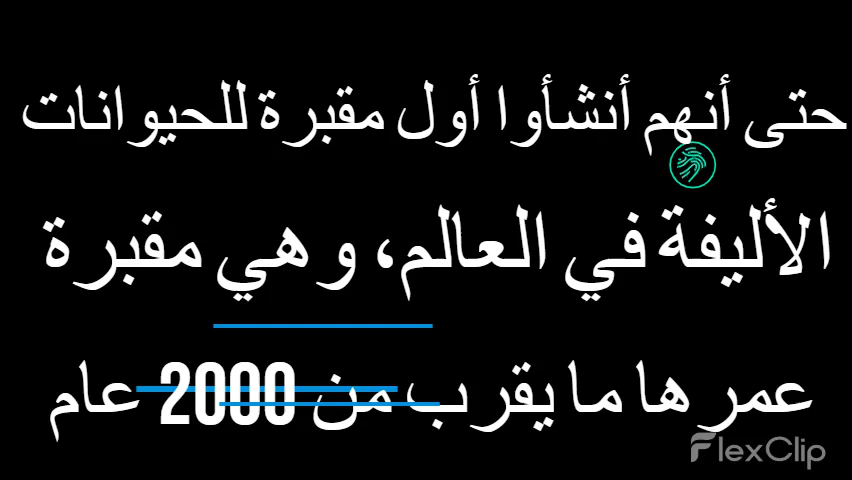 حتى أنهم أنشأوا أول مقبرة للحيوانات
الأليفة في العالم، وهي مقبرة
عمرها ما يقرب من 2000 عام
FlexClip